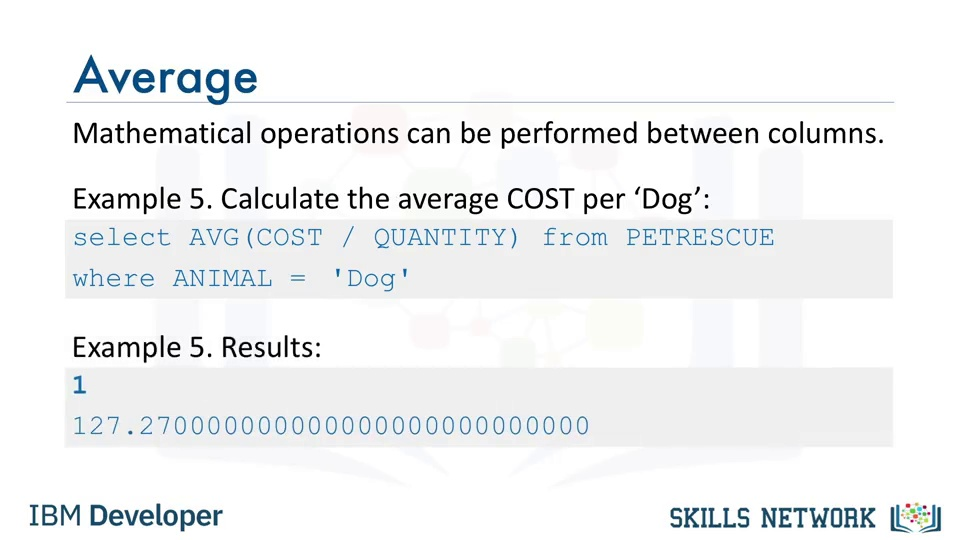 Average
Mathematical operations can be performed between columns.
Example 5. Calculate the average COST per ‘Dog’:
select AVG(COST / QUANTITY) from PETRESCUE
where ANIMAL = 'Dog'
Example 5. Results:
1
127.2700000000000000000000000000
IBM Developer
SKILLS NETWORK